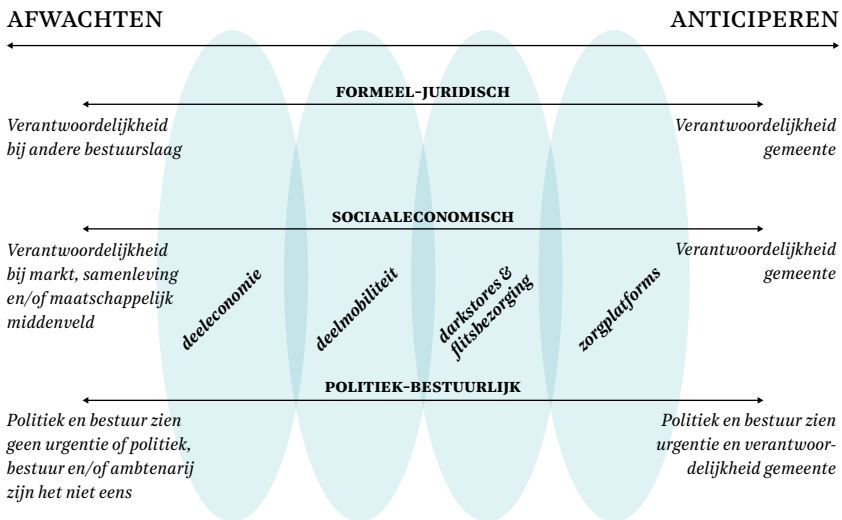 AFWACHTEN
ANTICIPEREN
FORMEEL-JURIDISCH
Verantwoordelijkheid
bij andere bestuurslaag
Verantwoordelijkheid
gemeente
SOCIAALECONOMISCH
Verantwoordelijkheid
bij markt, samenleving
en/of maatschappelijk
middenveld
Verantwoordelijkheid
gemeente
deeleconomie
deelmobiliteit
darkstores &
flitsbezorging
zorgplatforms
POLITIEK-BESTUURLIJK
Politiek en bestuur zien
geen urgentie of politiek,
bestuur en/of ambtenarij
zijn het niet eens
Politiek en bestuur zien
urgentie en verantwoor-
delijkheid gemeente